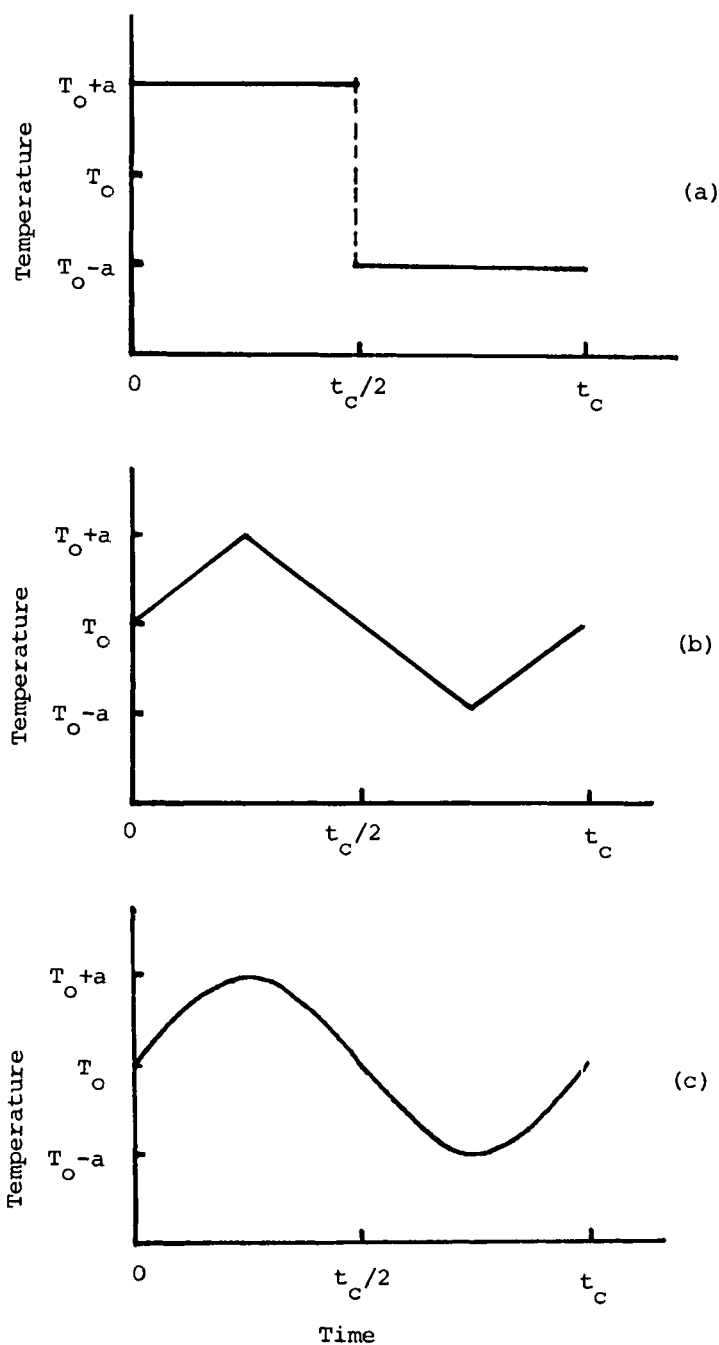 T_o+a
T_o
T_o-a
Temperature
(a)
0
t_c/2
t_c
T_o+a
T_o
T_o-a
Temperature
(b)
0
t_c/2
t_c
T_o+a
T_o
T_o-a
Temperature
(c)
0
t_c/2
t_c
Time